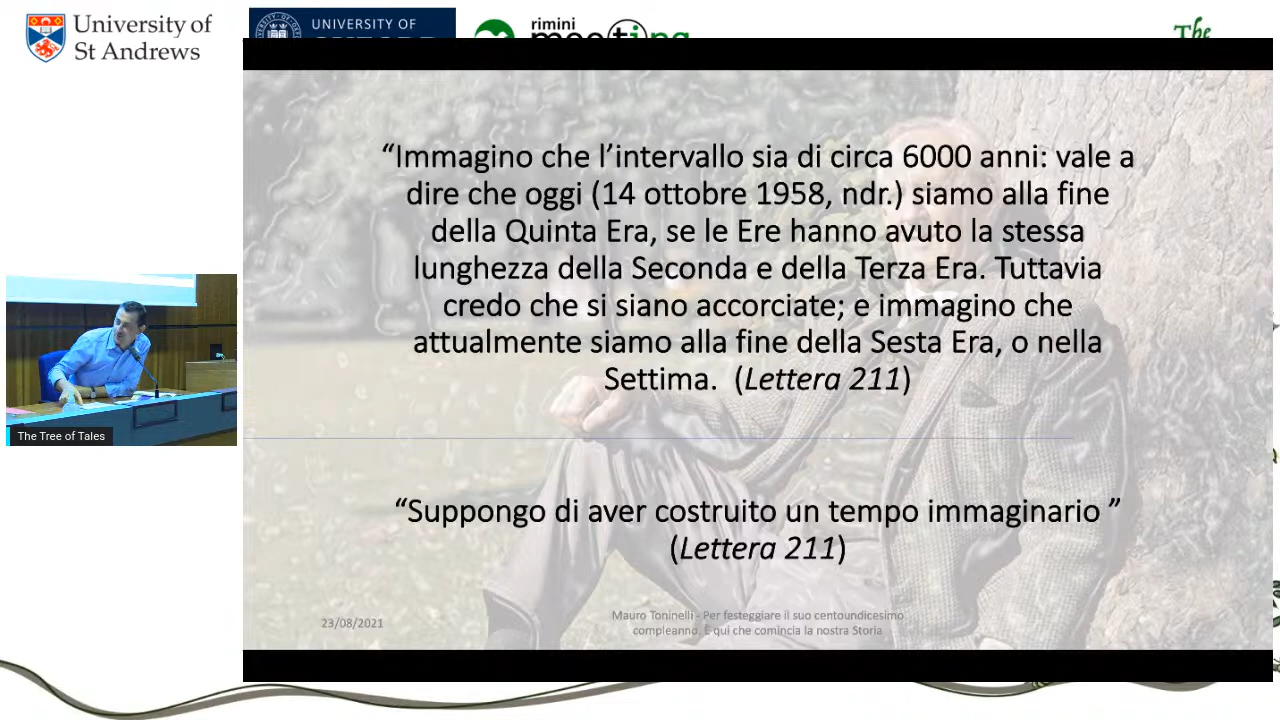 University of
St Andrews
UNIVERSITY OF
rimini
meeting
The
“Immagino che l’intervallo sia di circa 6000 anni: vale a
dire che oggi (14 ottobre 1958, ndr.) siamo alla fine
della Quinta Era, se le Ere hanno avuto la stessa
lunghezza della Seconda e della Terza Era. Tuttavia
credo che si siano accorciate; e immagino che
attualmente siamo alla fine della Sesta Era, o nella
Settima. (Lettera 211)
The Tree of Tales
“Suppongo di aver costruito un tempo immaginario ”
(Lettera 211)
23/08/2021
Mauro Toninelli - Per festeggiare il suo centoundicesimo
compleanno. È qui che comincia la nostra Storia